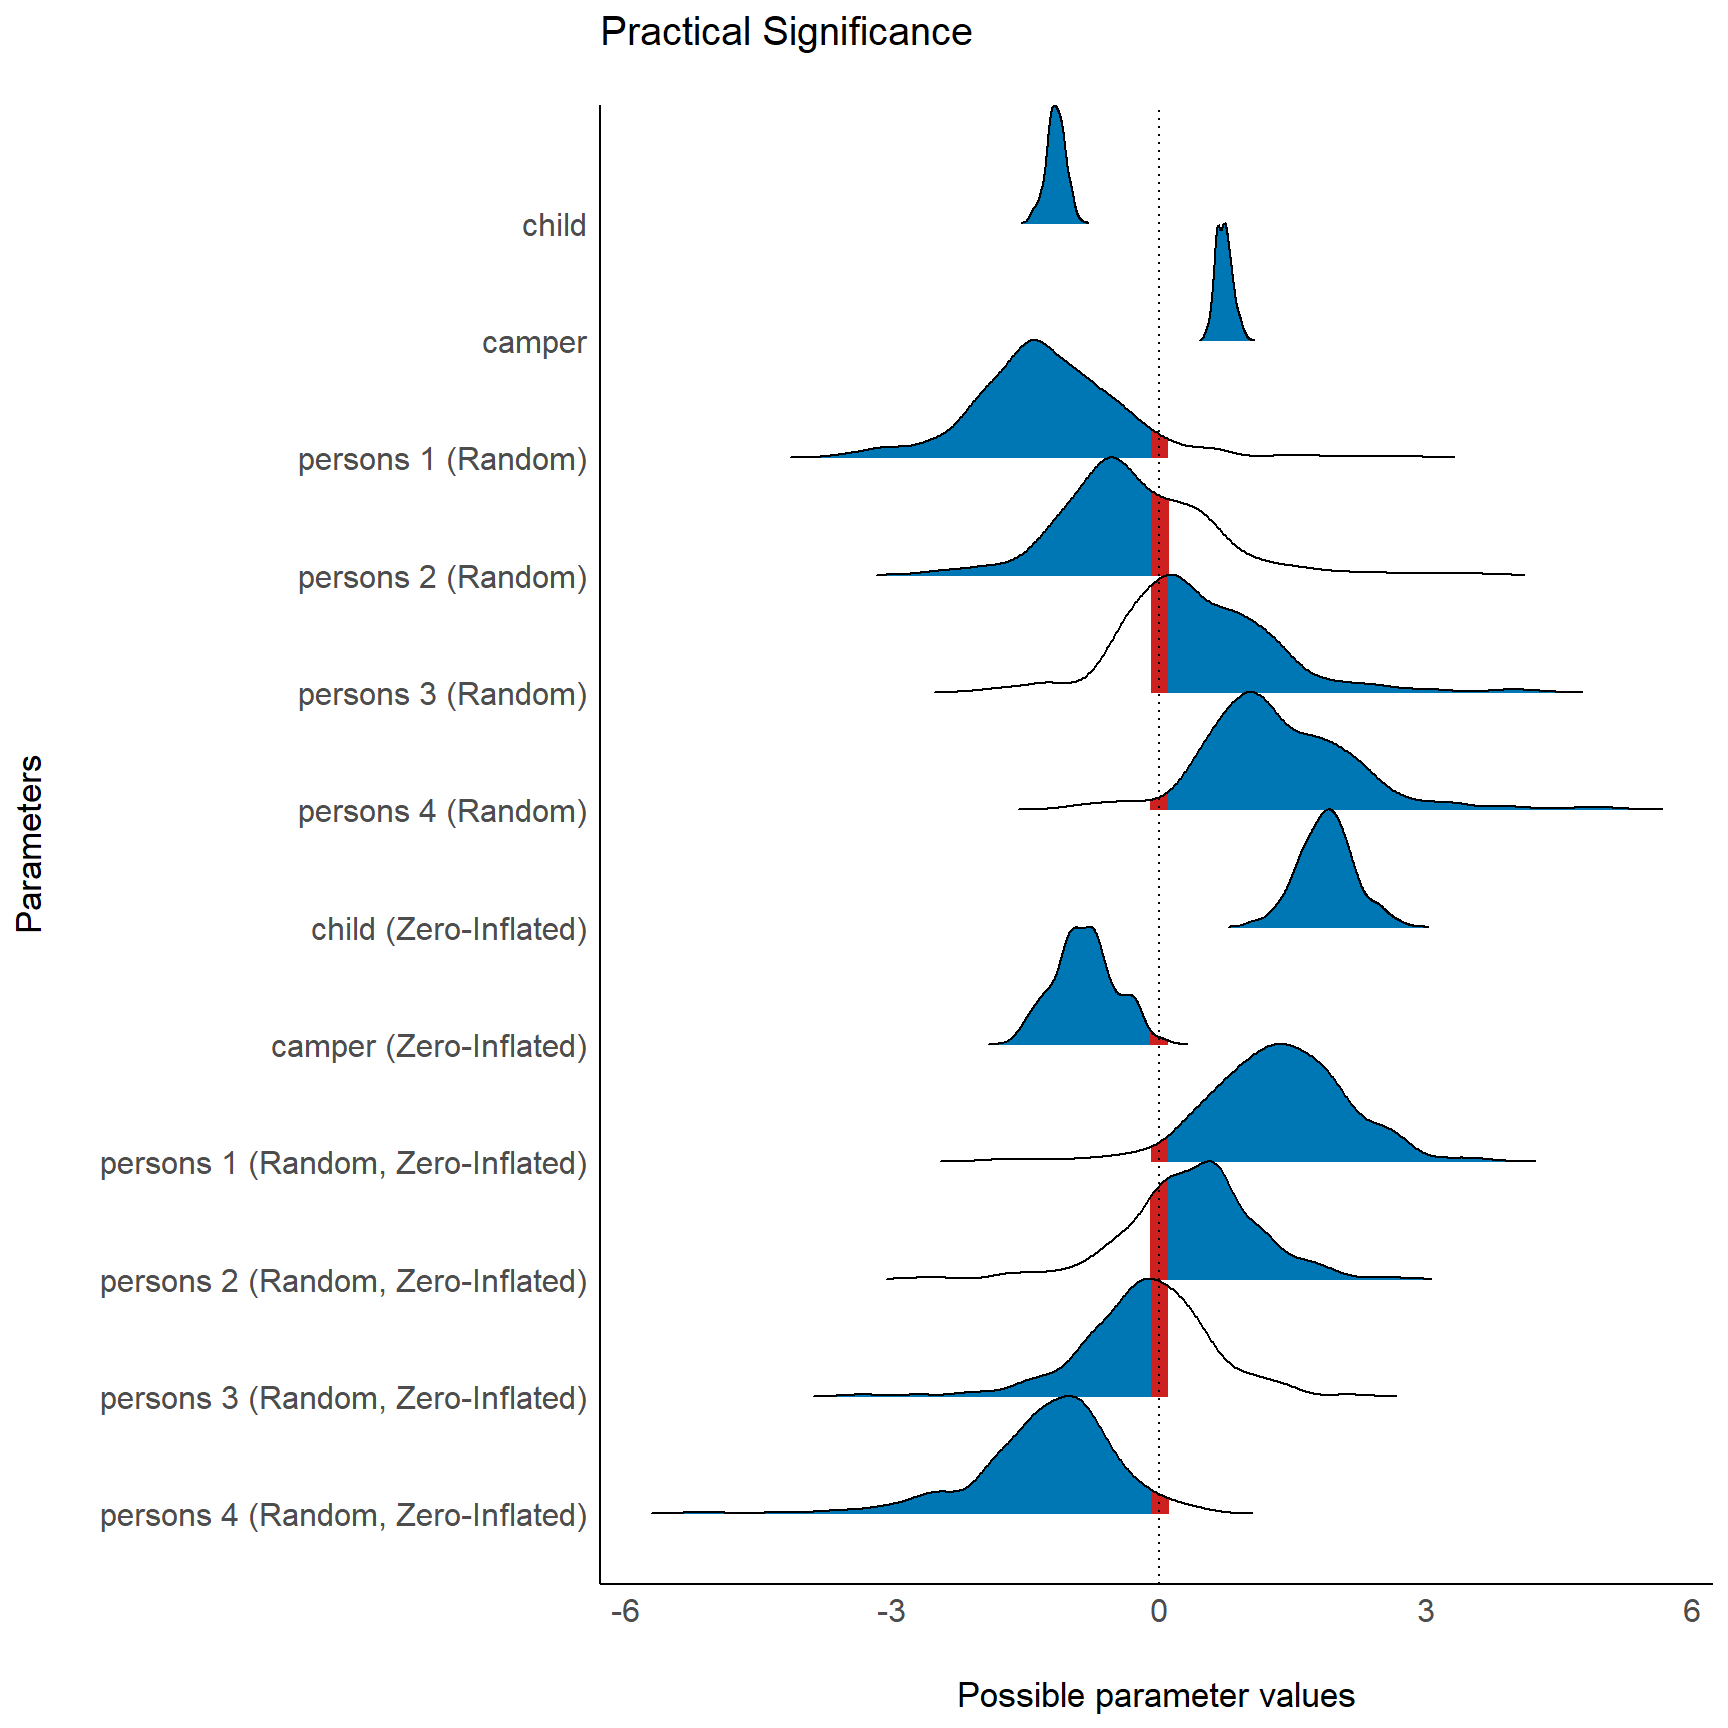 Practical Significance
child
camper
persons 1 (Random)
persons 2 (Random)
persons 3 (Random)
persons 4 (Random)
child (Zero-Inflated)
camper (Zero-Inflated)
persons 1 (Random, Zero-Inflated)
persons 2 (Random, Zero-Inflated)
persons 3 (Random, Zero-Inflated)
persons 4 (Random, Zero-Inflated)
Parameters
-6 -3 0 3 6
Possible parameter values